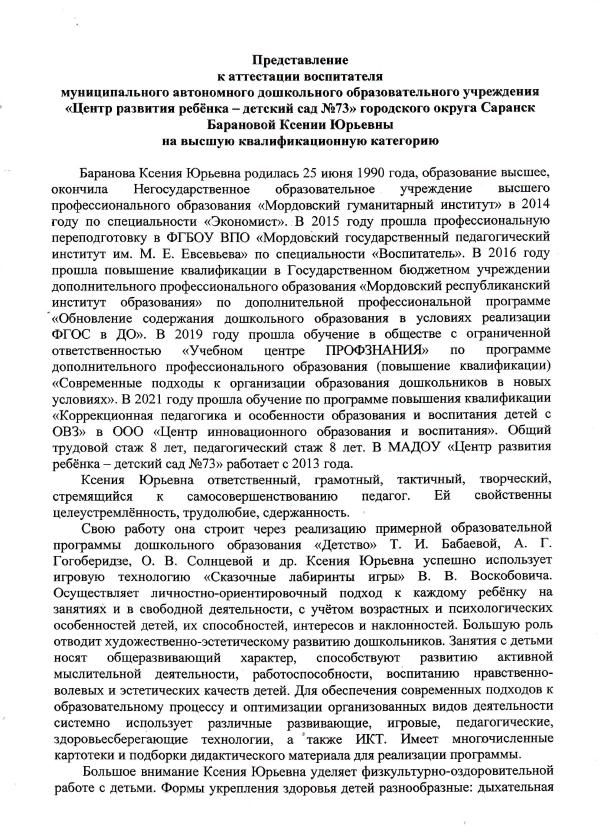 Представление
к аттестации воспитателя
муниципального автономного дошкольного образовательного учреждения
«Центр развития ребёнка – детский сад №73» городского округа Саранск
Барановой Ксении Юрьевны
на высшую квалификационную категорию
Баранова Ксения Юрьевна родилась 25 июня 1990 года, образование высшее,
окончила Негосударственное образовательное учреждение высшего
профессионального образования «Мордовский гуманитарный институт» в 2014
году по специальности «Экономист». В 2015 году прошла профессиональную
переподготовку в ФГБОУ ВПО «Мордовский государственный педагогический
институт им. М. Е. Евсевьева» по специальности «Воспитатель». В 2016 году
прошла повышение квалификации в Государственном бюджетном учреждении
дополнительного профессионального образования «Мордовский республиканский
институт образования» по дополнительной профессиональной программе
«Обновление содержания дошкольного образования в условиях реализации
ФГОС в ДО». В 2019 году прошла обучение в обществе с ограниченной
ответственностью «Учебном центре ПРОФЗНАНИЯ» по программе
дополнительного профессионального образования (повышение квалификации)
«Современные подходы к организации образования дошкольников в новых
условиях». В 2021 году прошла обучение по программе повышения квалификации
«Коррекционная педагогика и особенности образования и воспитания детей с
ОВЗ» в ООО «Центр инновационного образования и воспитания». Общий
трудовой стаж 8 лет, педагогический стаж 8 лет. В МАДОУ «Центр развития
ребёнка – детский сад №73» работает с 2013 года.
Ксения Юрьевна ответственный, грамотный, тактичный, творческий,
стремящийся к самосовершенствованию педагог. Ей свойственны
целеустремлённость, трудолюбие, сдержанность.
Свою работу она строит через реализацию примерной образовательной
программы дошкольного образования «Детство» Т. И. Бабаевой, А. Г.
Гогоберидзе, О. В. Солнцевой и др. Ксения Юрьевна успешно использует
игровую технологию «Сказочные лабиринты игры» В. В. Воскобовича.
Осуществляет личностно-ориентировочный подход к каждому ребёнку на
занятиях и в свободной деятельности, с учётом возрастных и психологических
особенностей детей, их способностей, интересов и наклонностей. Большую роль
отводит художественно-эстетическому развитию дошкольников. Занятия с детьми
носят общеразвивающий характер, способствуют развитию активной
мыслительной деятельности, работоспособности, воспитанию нравственно-
волевых и эстетических качеств детей. Для обеспечения современных подходов к
образовательному процессу и оптимизации организованных видов деятельности
системно использует различные развивающие, игровые, педагогические,
здоровьесберегающие технологии, а также ИКТ. Имеет многочисленные
картотеки и подборки дидактического материала для реализации программы.
Большое внимание Ксения Юрьевна уделяет физкультурно-оздоровительной
работе с детьми. Формы укрепления здоровья детей разнообразные: дыхательная